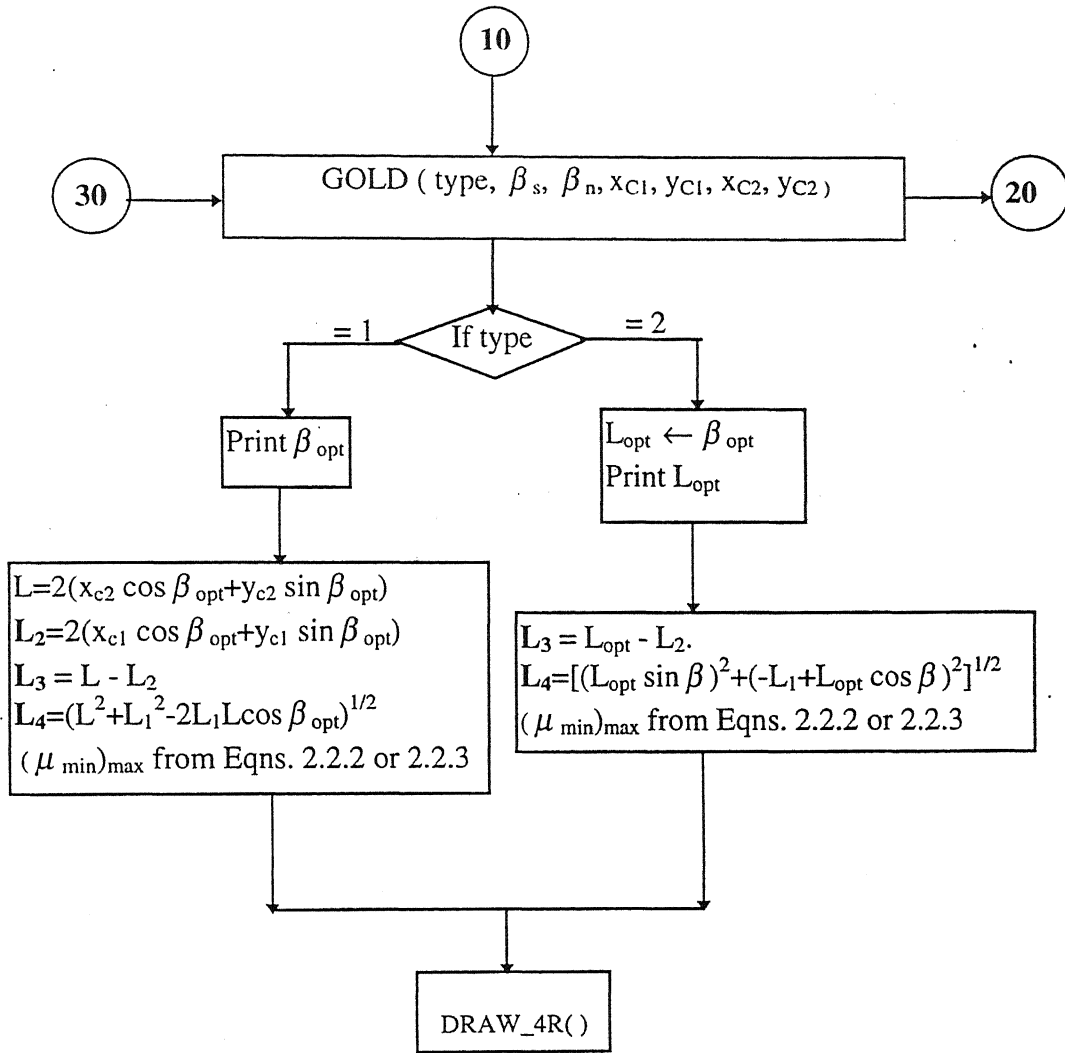 10
30
GOLD ( type, β s, β n, xC1, yC1, xC2, yC2 )
20
= 1
If type
= 2
Print β opt
Lopt ← β opt
Print Lopt
L=2(xc2 cos β opt+yc2 sin β opt)
L2=2(xc1 cos β opt+yc1 sin β opt)
L3 = L - L2
L4=(L²+L1²-2L1Lcos β opt)^1/2
(μ min)max from Eqns. 2.2.2 or 2.2.3
L3 = Lopt - L2.
L4=[(Lopt sin β)²+(-L1+Lopt cos β)²]^1/2
(μ min)max from Eqns. 2.2.2 or 2.2.3
DRAW_4R( )